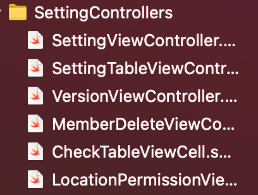 SettingControllers
SettingViewController....
SettingTableViewContr...
VersionViewController....
MemberDeleteViewCo...
CheckTableViewCell.s...
LocationPermissionVie...